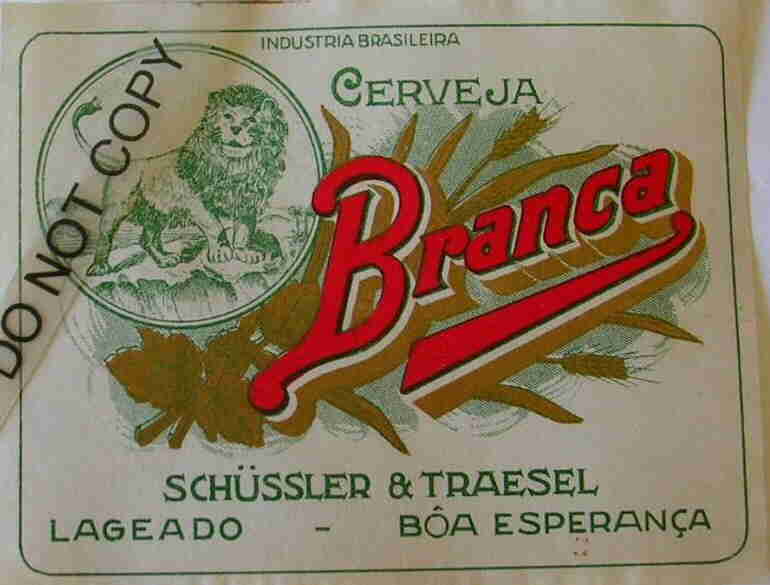 INDUSTRIA BRASILEIRA
CERVEJA
Branca
SCHÜSSLER & TRAESEL
LAGEADO - BÔA ESPERANÇA
DO NOT COPY